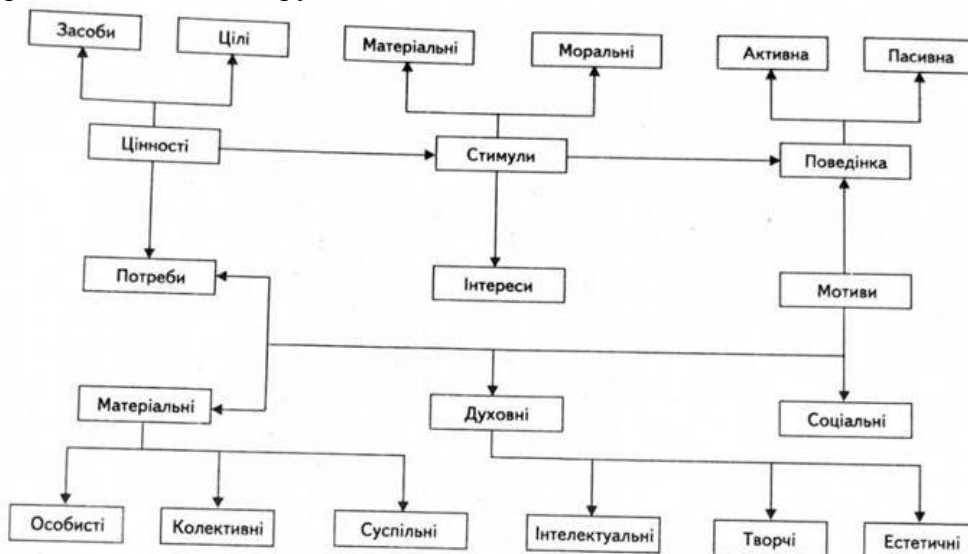 Засоби
Цілі
Матеріальні
Моральні
Активна
Пасивна
Цінності
Стимули
Поведінка
Потреби
Інтереси
Мотиви
Матеріальні
Духовні
Соціальні
Особисті
Колективні
Суспільні
Інтелектуальні
Творчі
Естетичні